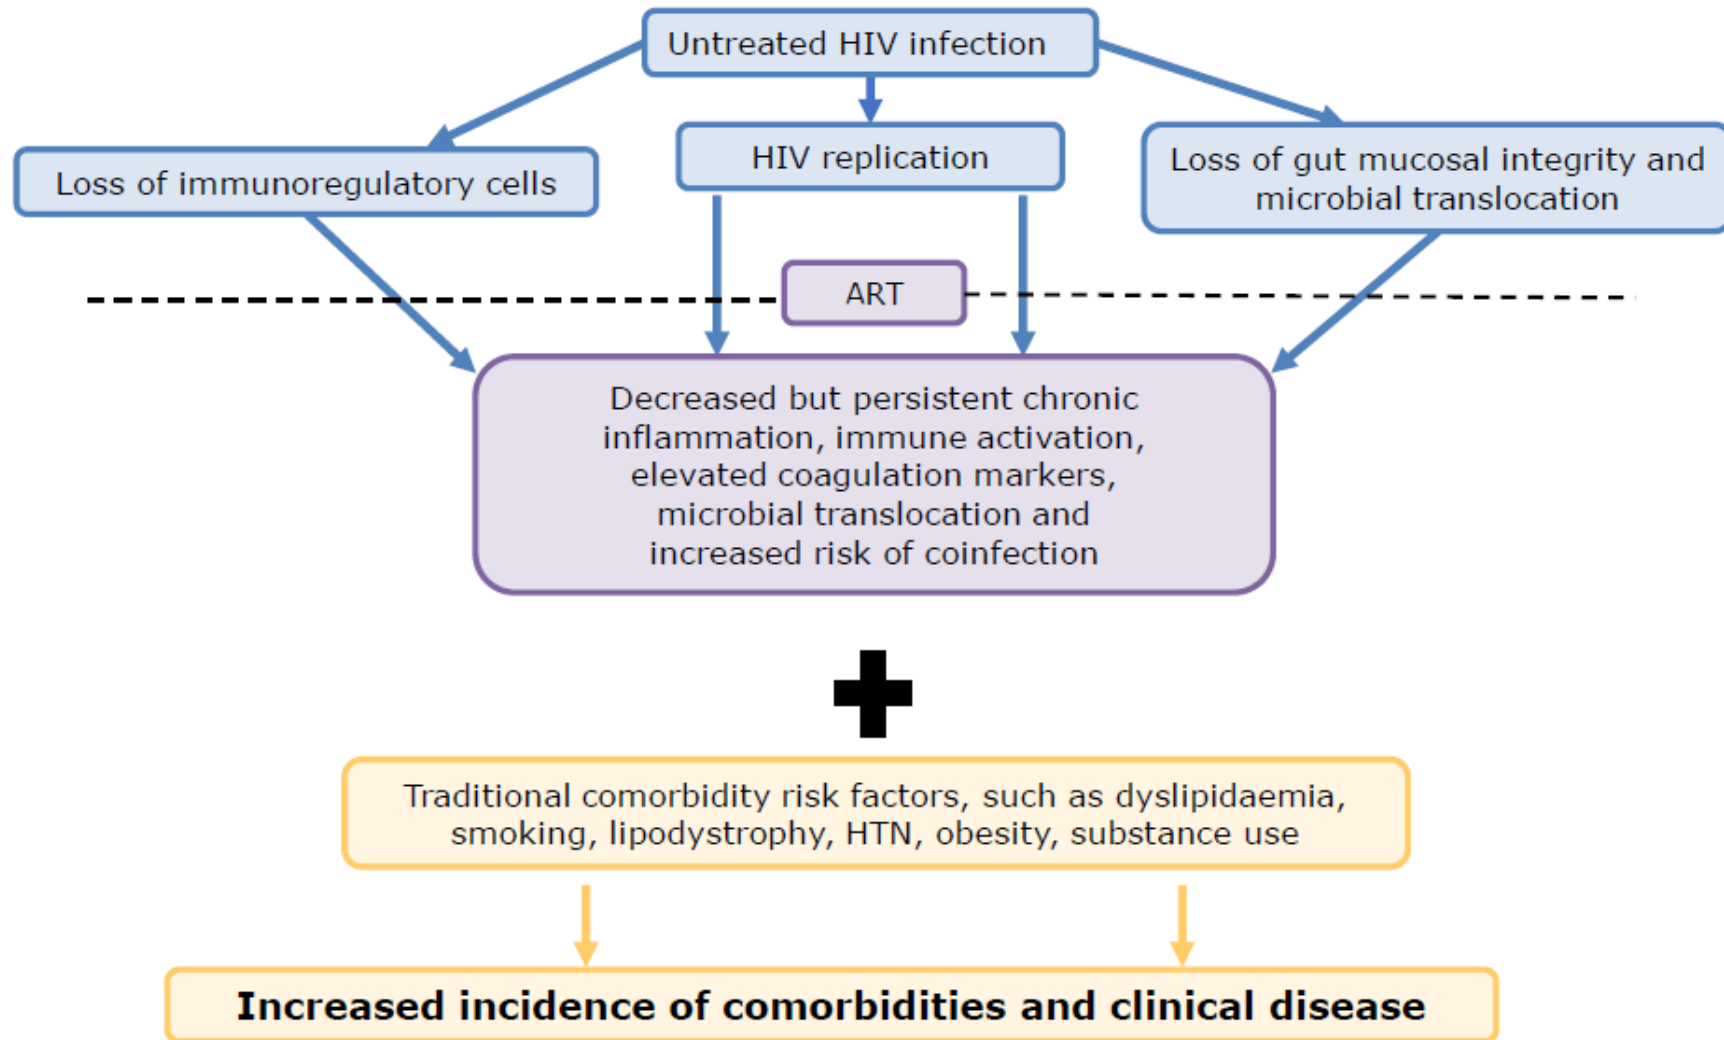 Untreated HIV infection
Loss of immunoregulatory cells
HIV replication
Loss of gut mucosal integrity and
microbial translocation
ART
Decreased but persistent chronic
inflammation, immune activation,
elevated coagulation markers,
microbial translocation and
increased risk of coinfection
Traditional comorbidity risk factors, such as dyslipidaemia,
smoking, lipodystrophy, HTN, obesity, substance use
Increased incidence of comorbidities and clinical disease